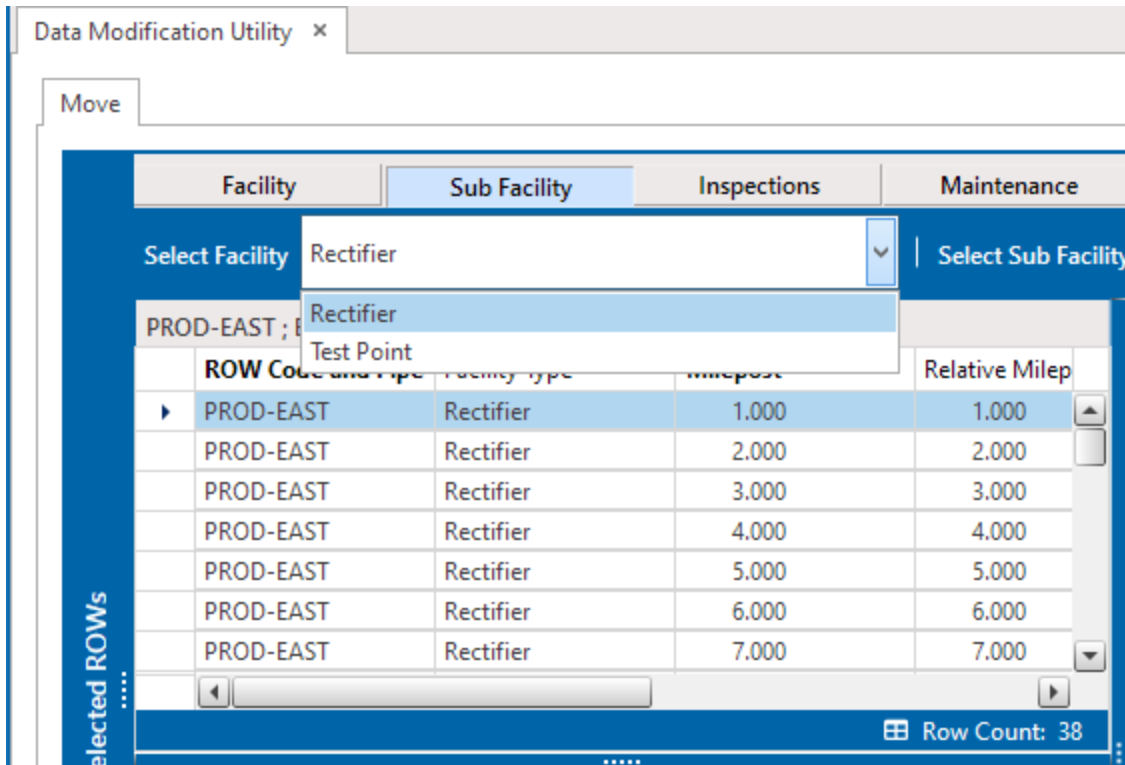 Data Modification Utility ×
Move
Facility Sub Facility Inspections Maintenance
Select Facility Rectifier Select Sub Facility
Rectifier
PROD-EAST ;
Test Point
ROW Code and Pipe Facility Type Milepost Relative Milep
PROD-EAST Rectifier 1.000 1.000
PROD-EAST Rectifier 2.000 2.000
PROD-EAST Rectifier 3.000 3.000
PROD-EAST Rectifier 4.000 4.000
PROD-EAST Rectifier 5.000 5.000
PROD-EAST Rectifier 6.000 6.000
PROD-EAST Rectifier 7.000 7.000
elected ROWs
Row Count: 38